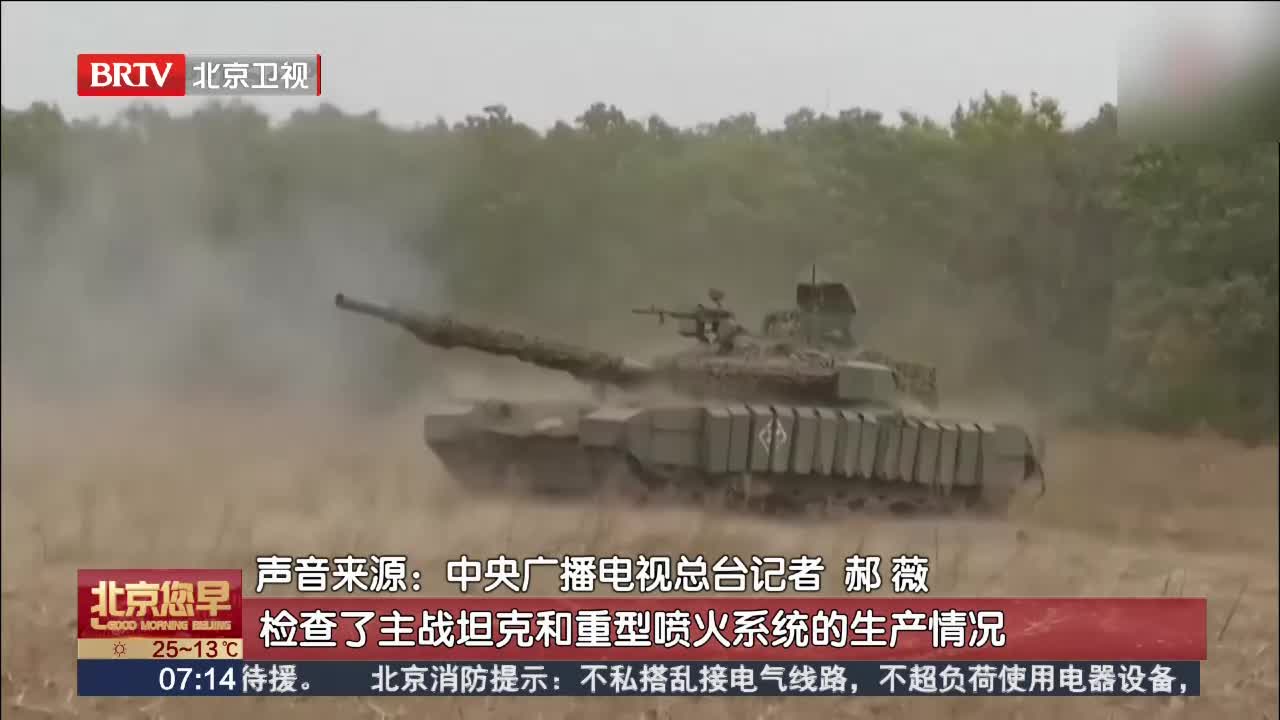 BRTV 北京卫视
声音来源：中央广播电视总台记者 郝 薇
北京您早
GOOD MORNING BEIJING
检查了主战坦克和重型喷火系统的生产情况
25~13℃
07:14 待援。 北京消防提示：不私搭乱接电气线路，不超负荷使用电器设备，